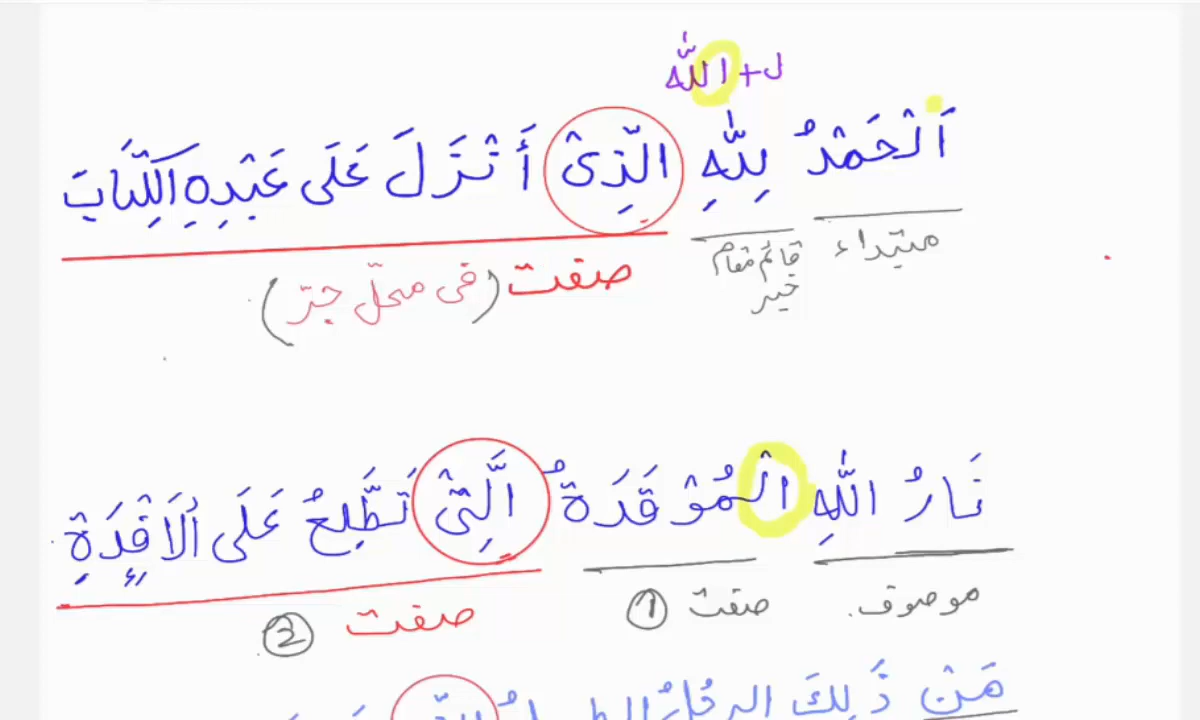 ل+اللّٰه
اَلْحَمْدُ لِلّٰهِ الَّذِیْ أَنْزَلَ عَلَى عَبْدِهِ الْكِتَابَ
مبتداء قائم مقام
خبر
صفت (فی محلّ جرّ)
نَارُ اللّٰهِ الْمُوْقَدَةُ الَّتِیْ تَطَّلِعُ عَلَى الْاَفْئِدَةِ
موصوف صفت ① صفت ②
مَنْ ذَلِكَ الرجُلُ